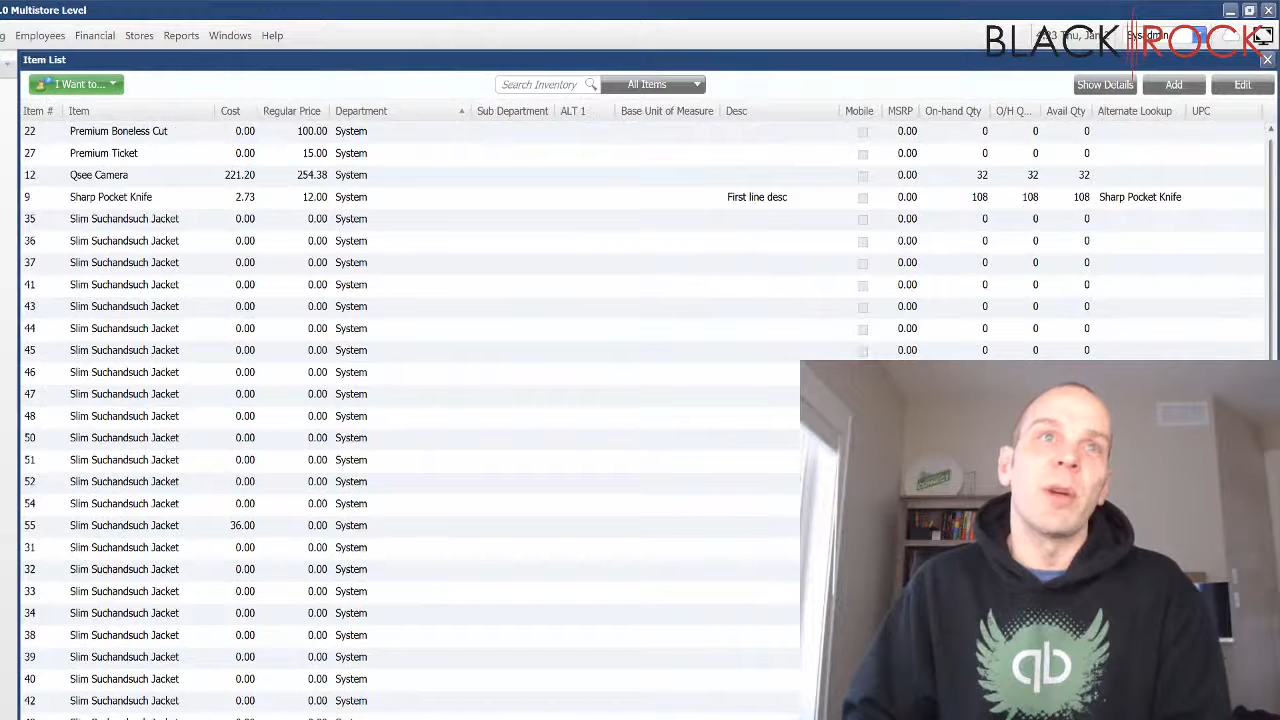 .0 Multistore Level
g Employees Financial Stores Reports Windows Help
Thu, Jan
Sysadmin
BLACK ROCK
Item List
I Want to... Search Inventory All Items Show Details Add Edit
Item # Item Cost Regular Price Department Sub Department ALT 1 Base Unit of Measure Desc Mobile MSRP On-hand Qty O/H Q... Avail Qty Alternate Lookup UPC
22 Premium Boneless Cut 0.00 100.00 System 0.00 0 0 0
27 Premium Ticket 0.00 15.00 System 0.00 0 0 0
12 Qsee Camera 221.20 254.38 System 0.00 32 32 32
9 Sharp Pocket Knife 2.73 12.00 System First line desc 0.00 108 108 108 Sharp Pocket Knife
35 Slim Suchandsuch Jacket 0.00 0.00 System 0.00 0 0 0
36 Slim Suchandsuch Jacket 0.00 0.00 System 0.00 0 0 0
37 Slim Suchandsuch Jacket 0.00 0.00 System 0.00 0 0 0
41 Slim Suchandsuch Jacket 0.00 0.00 System 0.00 0 0 0
43 Slim Suchandsuch Jacket 0.00 0.00 System 0.00 0 0 0
44 Slim Suchandsuch Jacket 0.00 0.00 System 0.00 0 0 0
45 Slim Suchandsuch Jacket 0.00 0.00 System 0.00 0 0 0
46 Slim Suchandsuch Jacket 0.00 0.00 System
47 Slim Suchandsuch Jacket 0.00 0.00 System
48 Slim Suchandsuch Jacket 0.00 0.00 System
50 Slim Suchandsuch Jacket 0.00 0.00 System
51 Slim Suchandsuch Jacket 0.00 0.00 System
52 Slim Suchandsuch Jacket 0.00 0.00 System
54 Slim Suchandsuch Jacket 0.00 0.00 System
55 Slim Suchandsuch Jacket 36.00 0.00 System
31 Slim Suchandsuch Jacket 0.00 0.00 System
32 Slim Suchandsuch Jacket 0.00 0.00 System
33 Slim Suchandsuch Jacket 0.00 0.00 System
34 Slim Suchandsuch Jacket 0.00 0.00 System
38 Slim Suchandsuch Jacket 0.00 0.00 System
39 Slim Suchandsuch Jacket 0.00 0.00 System
40 Slim Suchandsuch Jacket 0.00 0.00 System
42 Slim Suchandsuch Jacket 0.00 0.00 System
CONNECT
qb